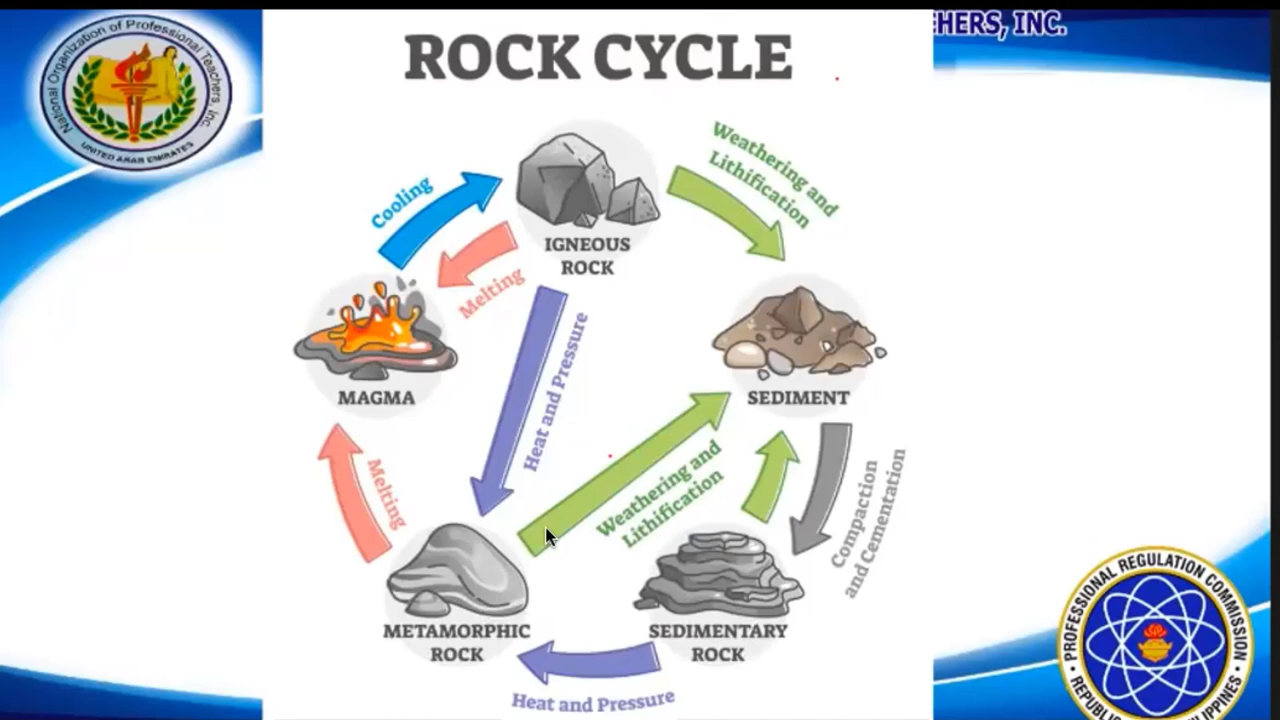 HERS, INC.
National Organization of Professional Teachers, Inc.
UNITED ARAB EMIRATES
ROCK CYCLE
Cooling
Weathering and
Lithification
IGNEOUS
ROCK
Melting
Heat and Pressure
MAGMA
SEDIMENT
Melting
Weathering and
Lithification
Compaction
and Cementation
METAMORPHIC
ROCK
SEDIMENTARY
ROCK
Heat and Pressure
PROFESSIONAL REGULATION COMMISSION